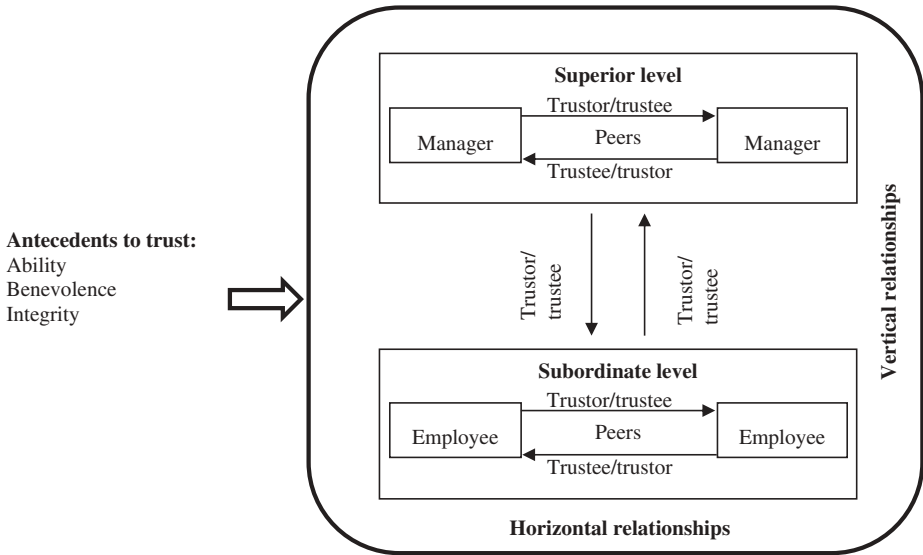 Superior level
Trustor/trustee
Manager
Peers
Manager
Trustee/trustor
Antecedents to trust:
Ability
Benevolence
Integrity
Trustor/
trustee
Trustor/
trustee
Vertical relationships
Subordinate level
Trustor/trustee
Employee
Peers
Employee
Trustee/trustor
Horizontal relationships